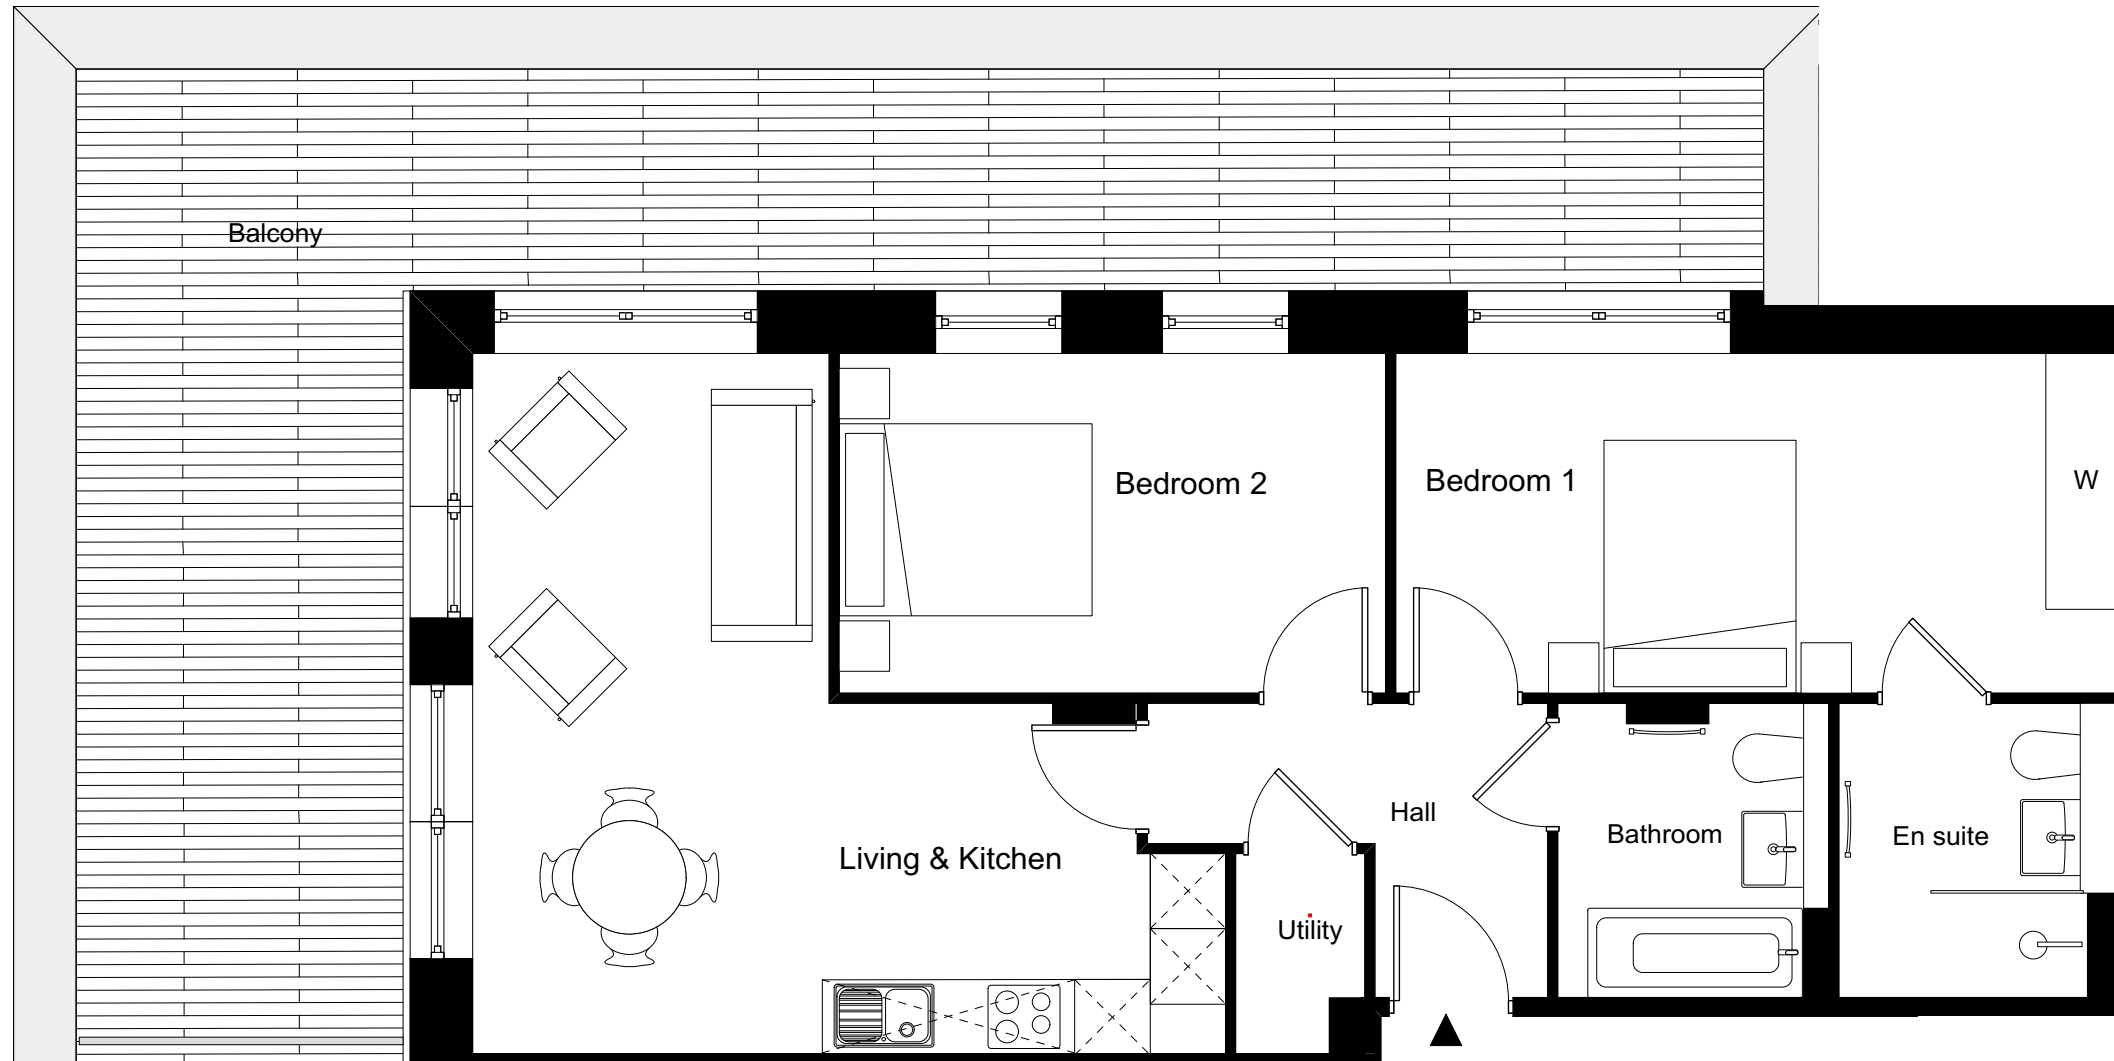 Balcony
Bedroom 2
Bedroom 1
W
Hall
Bathroom
En suite
Living & Kitchen
Utility